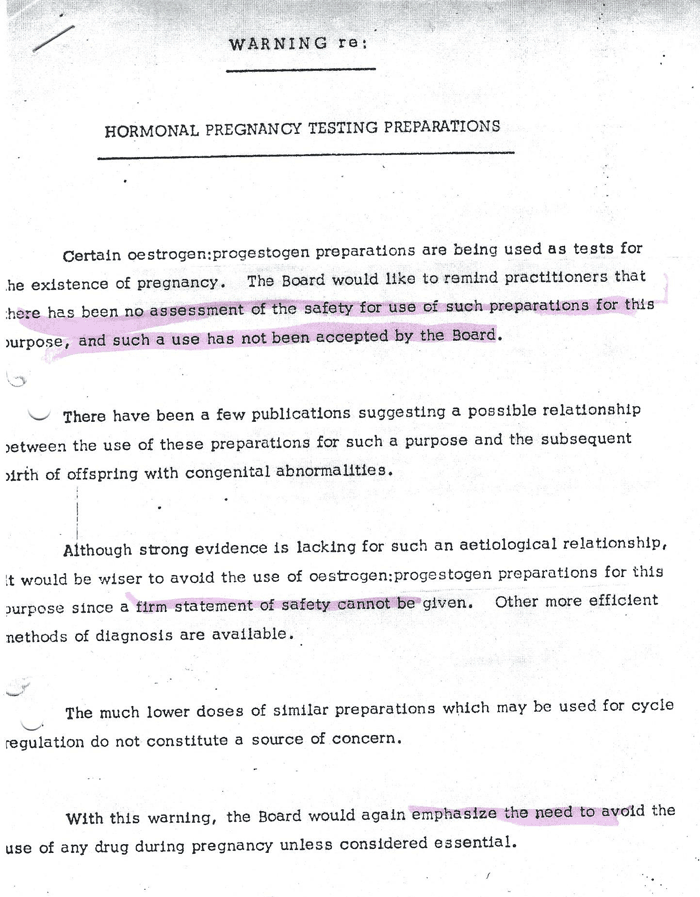 WARNING re:
HORMONAL PREGNANCY TESTING PREPARATIONS
Certain oestrogen:progestogen preparations are being used as tests for
he existence of pregnancy. The Board would like to remind practitioners that
here has been no assessment of the safety for use of such preparations for this
purpose, and such a use has not been accepted by the Board.
There have been a few publications suggesting a possible relationship
between the use of these preparations for such a purpose and the subsequent
birth of offspring with congenital abnormalities.
Although strong evidence is lacking for such an aetiological relationship,
it would be wiser to avoid the use of oestrogen:progestogen preparations for this
purpose since a firm statement of safety cannot be given. Other more efficient
methods of diagnosis are available.
The much lower doses of similar preparations which may be used for cycle
regulation do not constitute a source of concern.
With this warning, the Board would again emphasize the need to avoid the
use of any drug during pregnancy unless considered essential.